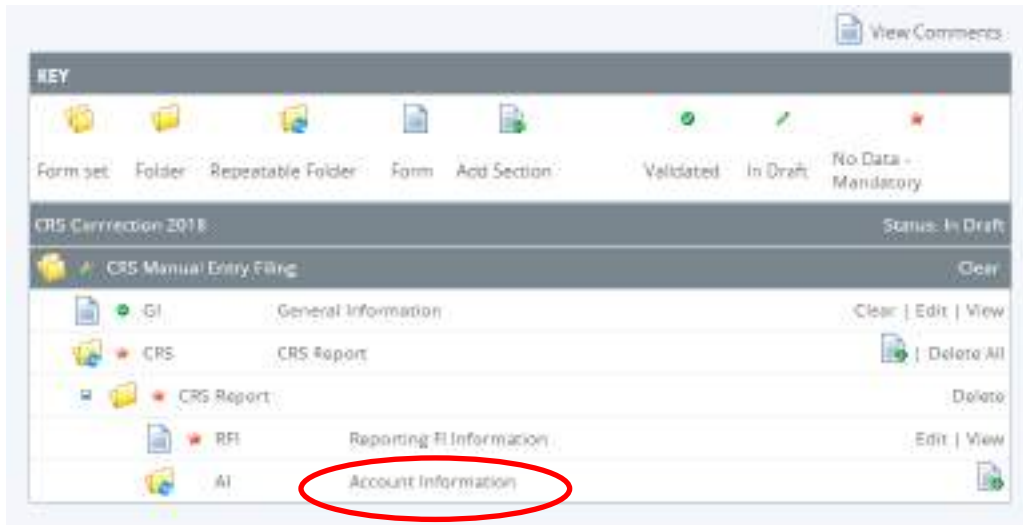 View Comments
KEY
Form set Folder Repeatable Folder Form Add Section Validated In Draft No Data -
Mandatory
CRS Carrrection 2018 Status: In Draft
CRS Manual Entry Filing Clear
GI General Information Clear | Edit | View
CRS CRS Report | Delete All
CRS Report Delete
RFI Reporting FI Information Edit | View
AI Account Information